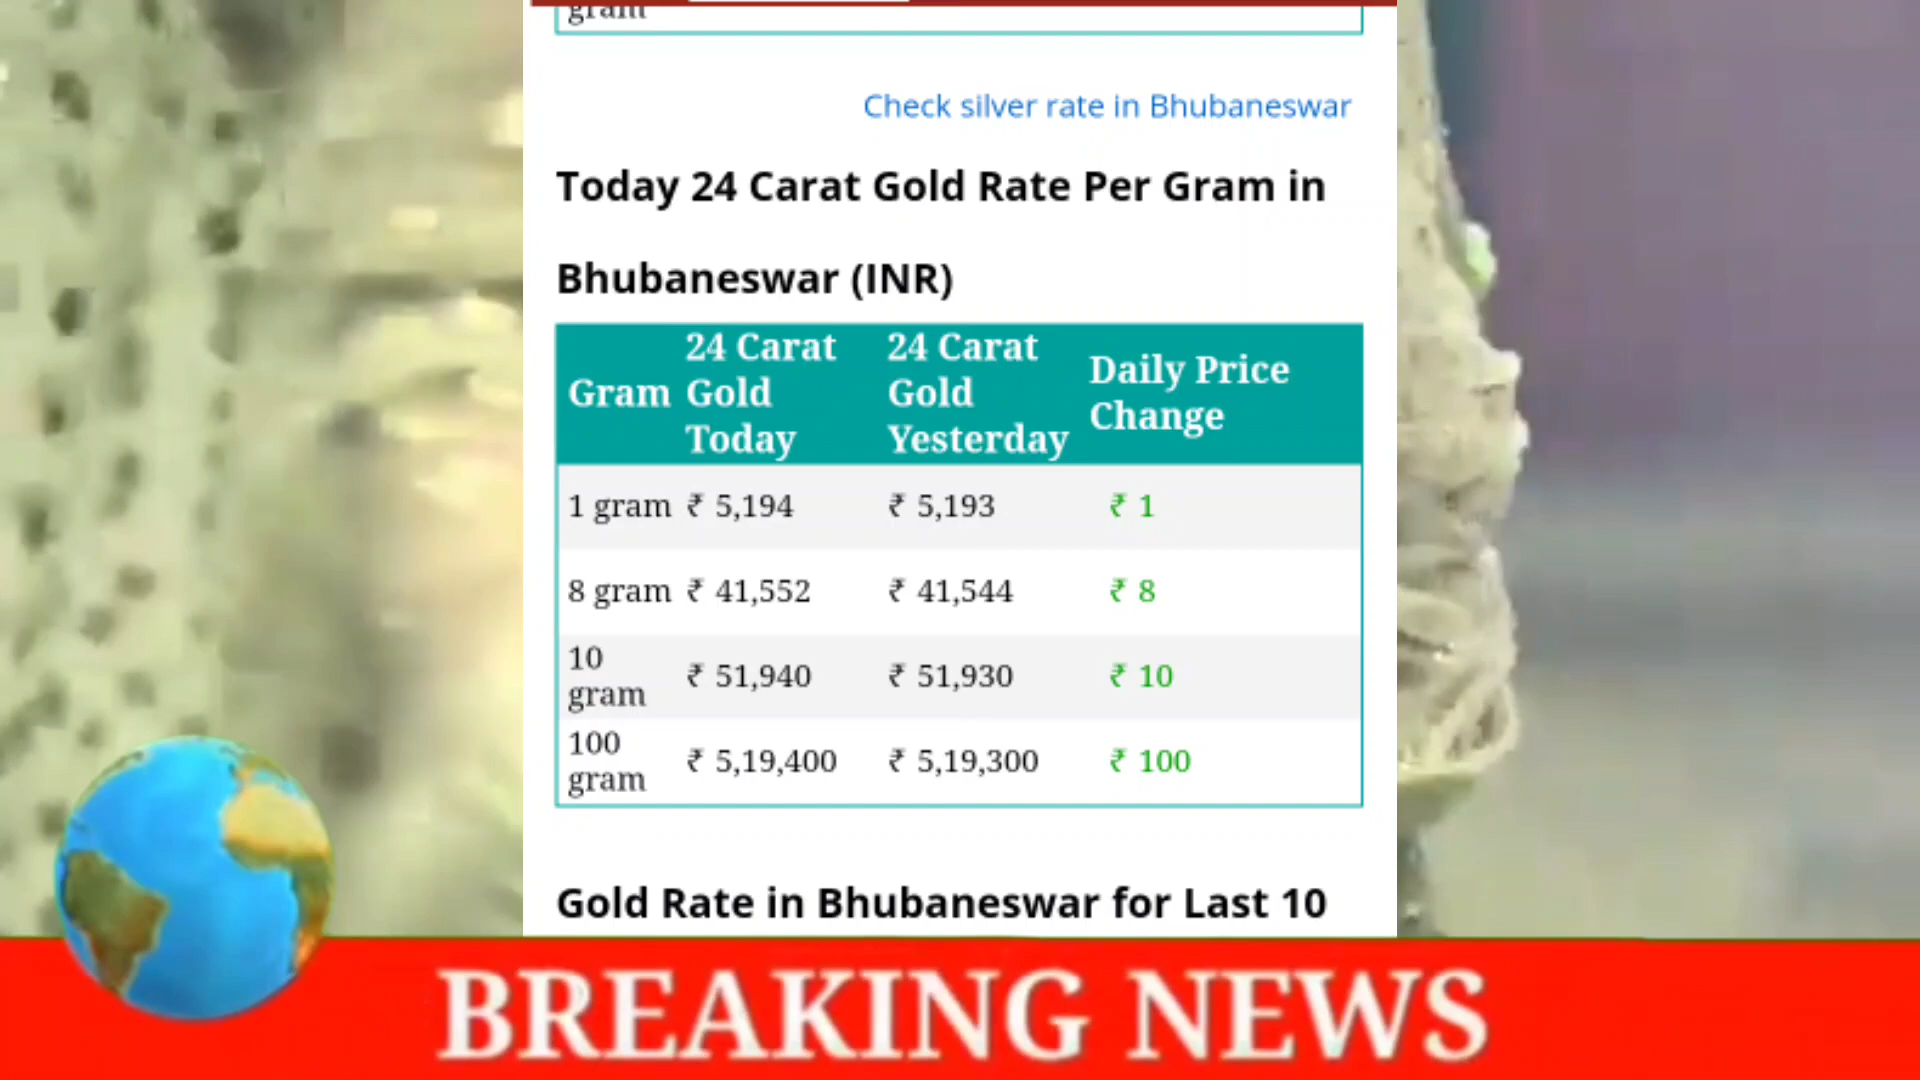 gram
Check silver rate in Bhubaneswar
Today 24 Carat Gold Rate Per Gram in
Bhubaneswar (INR)
Gram 24 Carat Gold Today 24 Carat Gold Yesterday Daily Price Change
1 gram ₹ 5,194 ₹ 5,193 ₹ 1
8 gram ₹ 41,552 ₹ 41,544 ₹ 8
10 gram ₹ 51,940 ₹ 51,930 ₹ 10
100 gram ₹ 5,19,400 ₹ 5,19,300 ₹ 100
Gold Rate in Bhubaneswar for Last 10
BREAKING NEWS